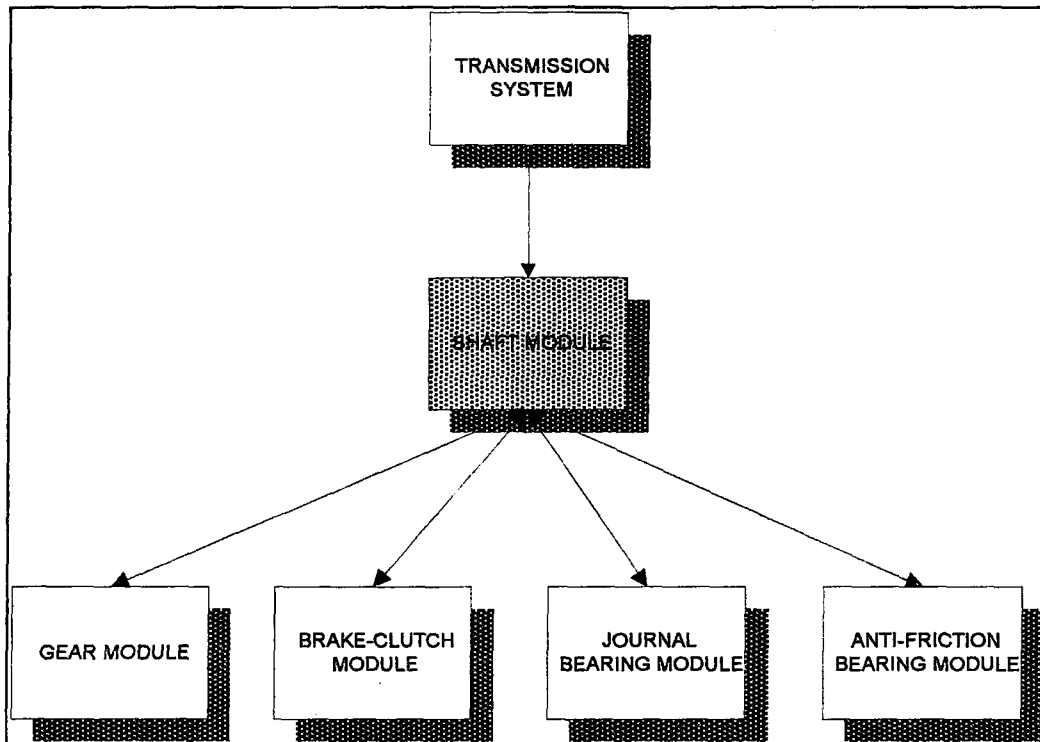 TRANSMISSION
SYSTEM
SHAFT MODULE
GEAR MODULE
BRAKE-CLUTCH
MODULE
JOURNAL
BEARING MODULE
ANTI-FRICTION
BEARING MODULE